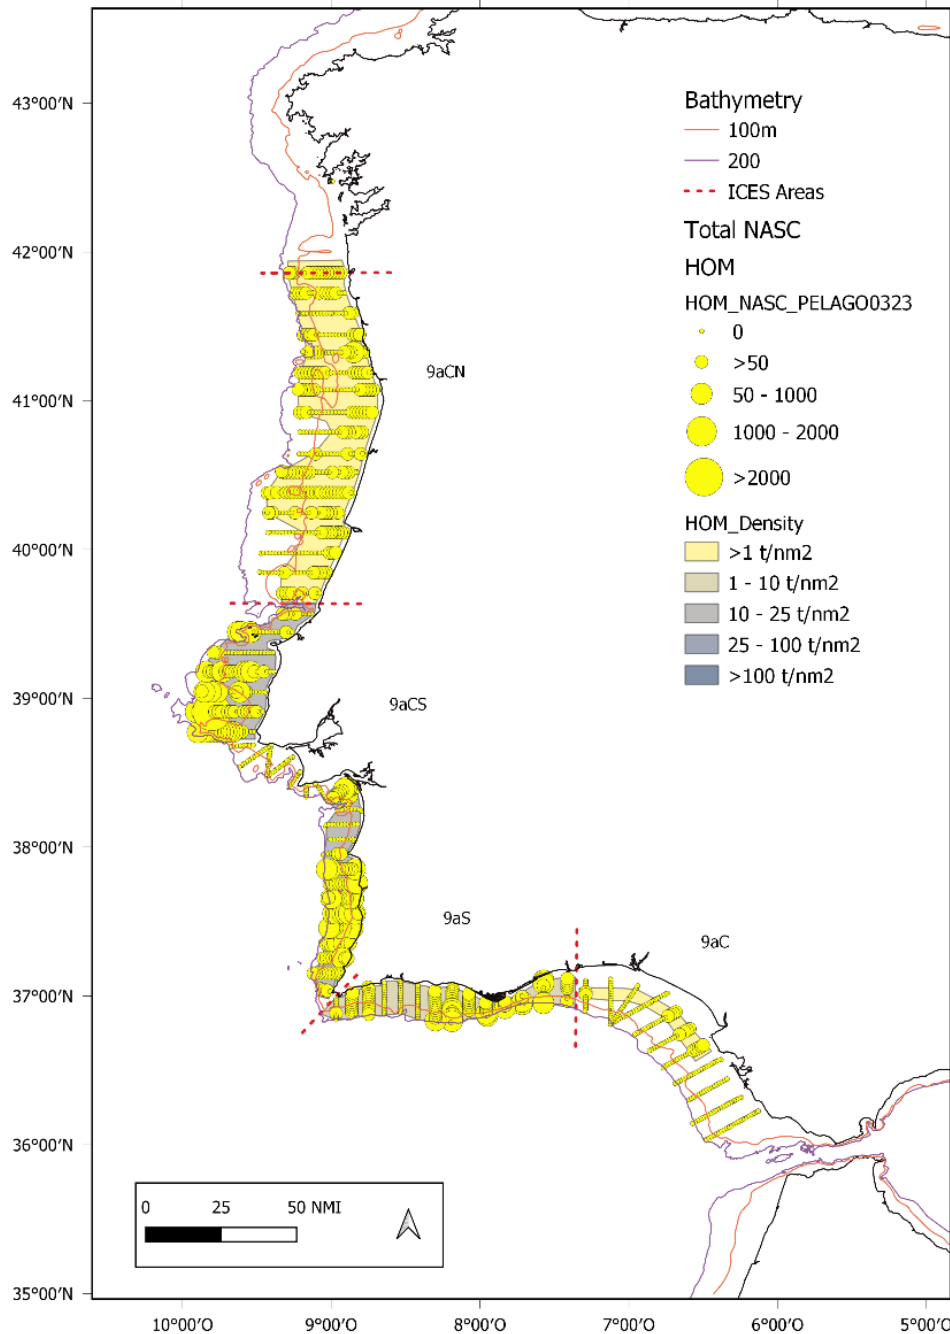 43°00′N
42°00′N
41°00′N
40°00′N
39°00′N
38°00′N
37°00′N
36°00′N
35°00′N
10°00′O
9°00′O
8°00′O
7°00′O
6°00′O
5°00′O
Bathymetry
100m
200
ICES Areas
Total NASC
HOM
HOM_NASC_PELAGO0323
0
>50
50 - 1000
1000 - 2000
>2000
HOM_Density
>1 t/nm2
1 - 10 t/nm2
10 - 25 t/nm2
25 - 100 t/nm2
>100 t/nm2
9aCN
9aCS
9aS
9aC
0 25 50 NMI